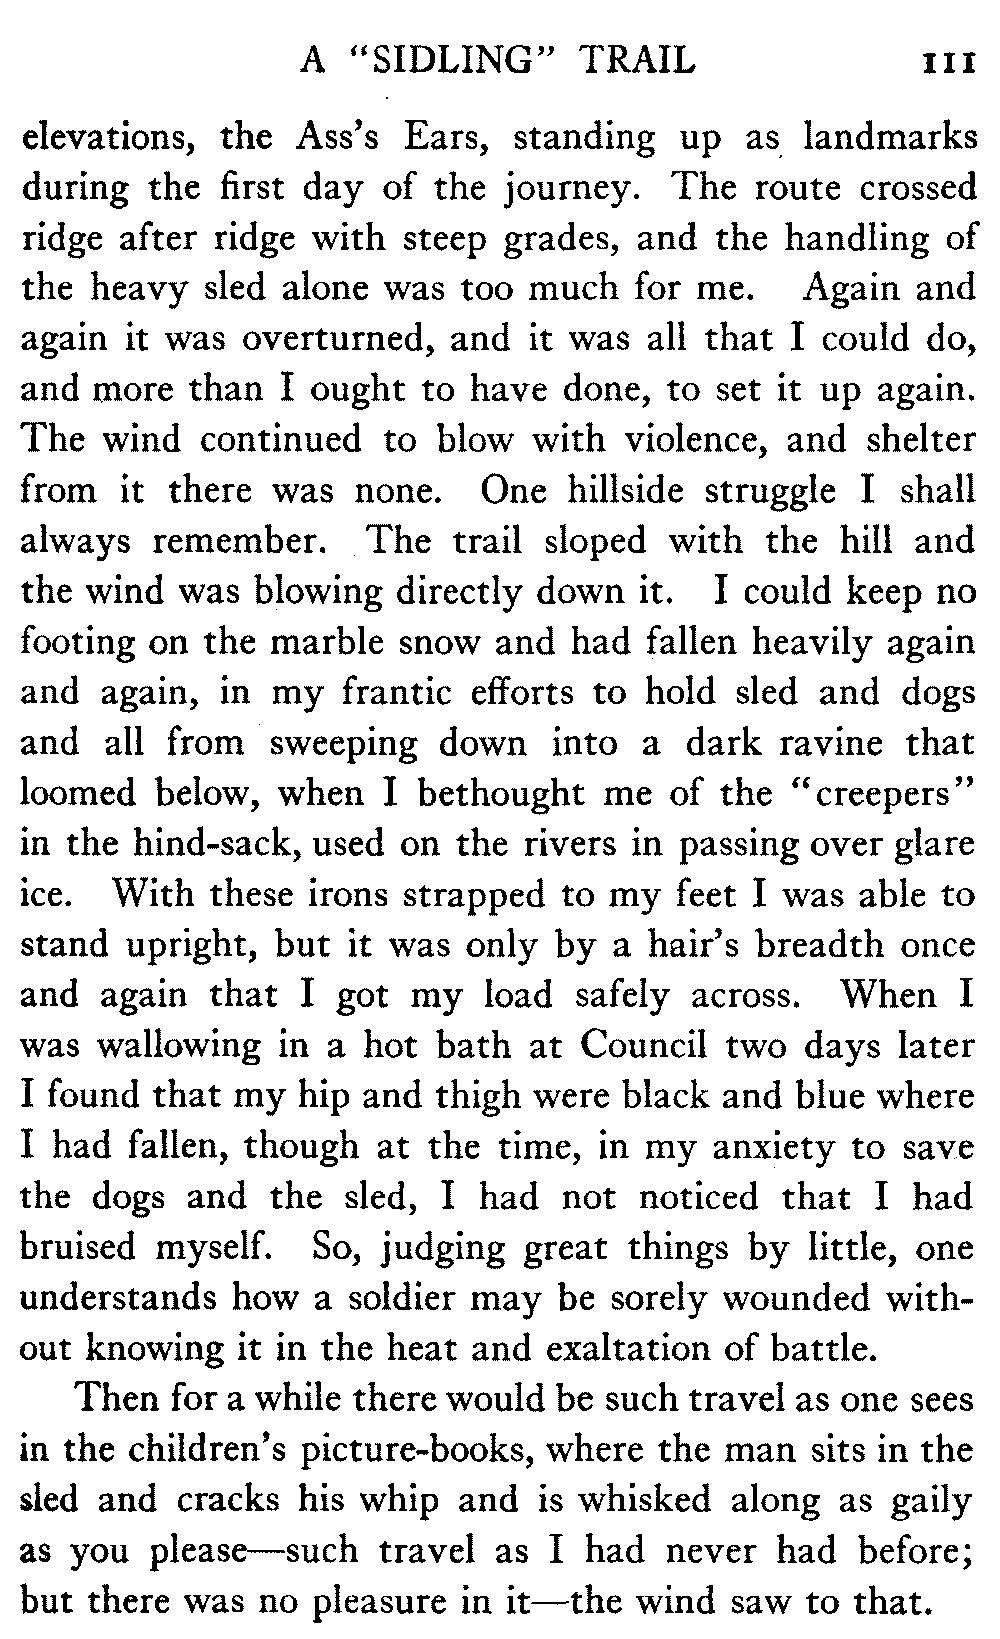 A “SIDLING” TRAIL 111
elevations, the Ass’s Ears, standing up as landmarks
during the first day of the journey. The route crossed
ridge after ridge with steep grades, and the handling of
the heavy sled alone was too much for me. Again and
again it was overturned, and it was all that I could do,
and more than I ought to have done, to set it up again.
The wind continued to blow with violence, and shelter
from it there was none. One hillside struggle I shall
always remember. The trail sloped with the hill and
the wind was blowing directly down it. I could keep no
footing on the marble snow and had fallen heavily again
and again, in my frantic efforts to hold sled and dogs
and all from sweeping down into a dark ravine that
loomed below, when I bethought me of the “creepers”
in the hind-sack, used on the rivers in passing over glare
ice. With these irons strapped to my feet I was able to
stand upright, but it was only by a hair’s breadth once
and again that I got my load safely across. When I
was wallowing in a hot bath at Council two days later
I found that my hip and thigh were black and blue where
I had fallen, though at the time, in my anxiety to save
the dogs and the sled, I had not noticed that I had
bruised myself. So, judging great things by little, one
understands how a soldier may be sorely wounded with-
out knowing it in the heat and exaltation of battle.
Then for a while there would be such travel as one sees
in the children’s picture-books, where the man sits in the
sled and cracks his whip and is whisked along as gaily
as you please—such travel as I had never had before;
but there was no pleasure in it—the wind saw to that.